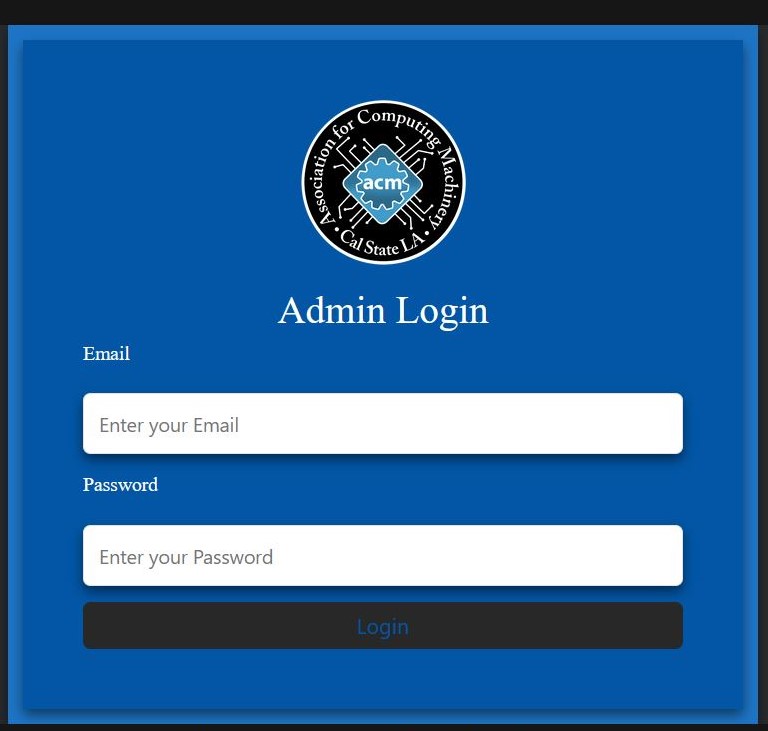 Association for Computing Machinery
acm
• Cal State LA •
Admin Login
Email
Enter your Email
Password
Enter your Password
Login